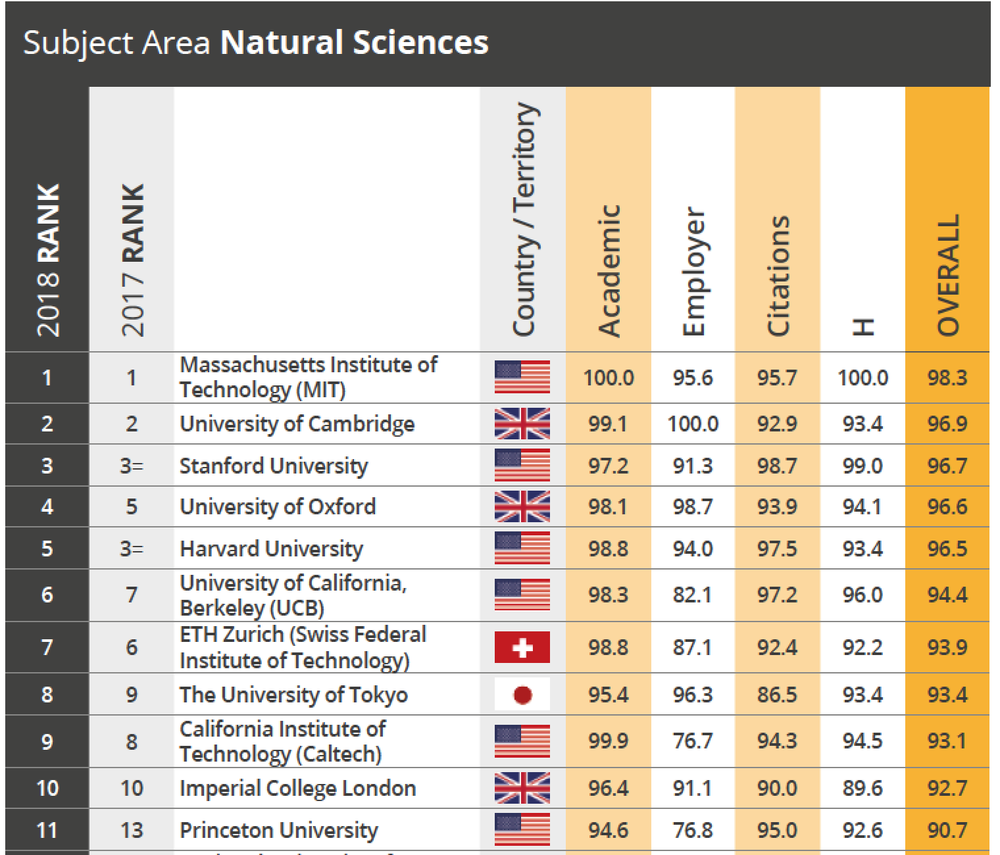 Subject Area Natural Sciences
2018 RANK 2017 RANK Country / Territory Academic Employer Citations H OVERALL
1 1 Massachusetts Institute of Technology (MIT) 100.0 95.6 95.7 100.0 98.3
2 2 University of Cambridge 99.1 100.0 92.9 93.4 96.9
3 3= Stanford University 97.2 91.3 98.7 99.0 96.7
4 5 University of Oxford 98.1 98.7 93.9 94.1 96.6
5 3= Harvard University 98.8 94.0 97.5 93.4 96.5
6 7 University of California, Berkeley (UCB) 98.3 82.1 97.2 96.0 94.4
7 6 ETH Zurich (Swiss Federal Institute of Technology) 98.8 87.1 92.4 92.2 93.9
8 9 The University of Tokyo 95.4 96.3 86.5 93.4 93.4
9 8 California Institute of Technology (Caltech) 99.9 76.7 94.3 94.5 93.1
10 10 Imperial College London 96.4 91.1 90.0 89.6 92.7
11 13 Princeton University 94.6 76.8 95.0 92.6 90.7